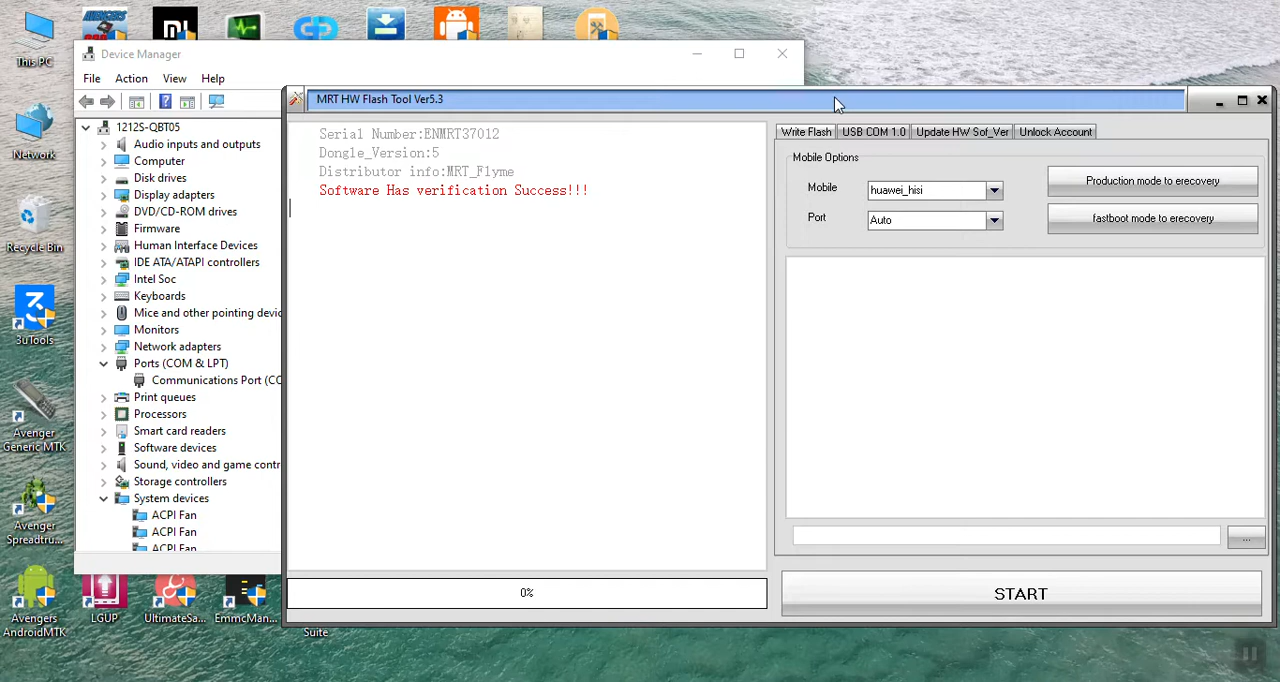 This PC
Network
Recycle Bin
3uTools
Avenger
Generic MTK
Avenger
Spreadtru...
Avengers
AndroidMTK
LGUP
UltimateSa...
EmmcMan...
Suite
Device Manager
File Action View Help
1212S-QBT05
Audio inputs and outputs
Computer
Disk drives
Display adapters
DVD/CD-ROM drives
Firmware
Human Interface Devices
IDE ATA/ATAPI controllers
Intel Soc
Keyboards
Mice and other pointing devic
Monitors
Network adapters
Ports (COM & LPT)
Communications Port (CO
Print queues
Processors
Smart card readers
Software devices
Sound, video and game contr
Storage controllers
System devices
ACPI Fan
ACPI Fan
ACPI Fan
MRT HW Flash Tool Ver5.3
Serial Number:ENMRT37012
Dongle_Version:5
Distributor info:MRT_Flyme
Software Has verification Success!!!
0%
Write Flash USB COM 1.0 Update HW Sof_Ver Unlock Account
Mobile Options
Mobile huawei_hisi Production mode to erecovery
Port Auto fastboot mode to erecovery
...
START